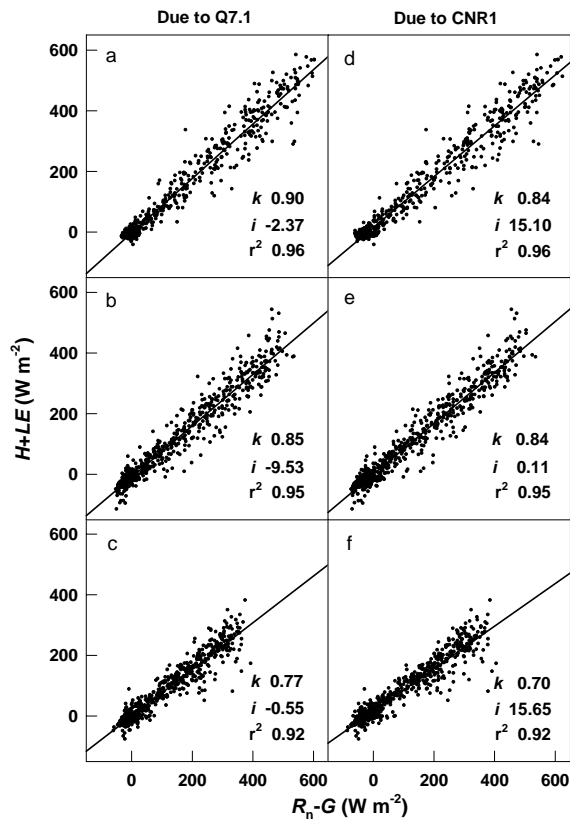 Due to Q7.1 Due to CNR1
600
400
200
0
a
k 0.90
i -2.37
r² 0.96
d
k 0.84
i 15.10
r² 0.96
600
400
200
0
b
k 0.85
i -9.53
r² 0.95
e
k 0.84
i 0.11
r² 0.95
H+LE (W m⁻²)
600
400
200
0
c
k 0.77
i -0.55
r² 0.92
f
k 0.70
i 15.65
r² 0.92
0 200 400 600 0 200 400 600
Rₙ-G (W m⁻²)